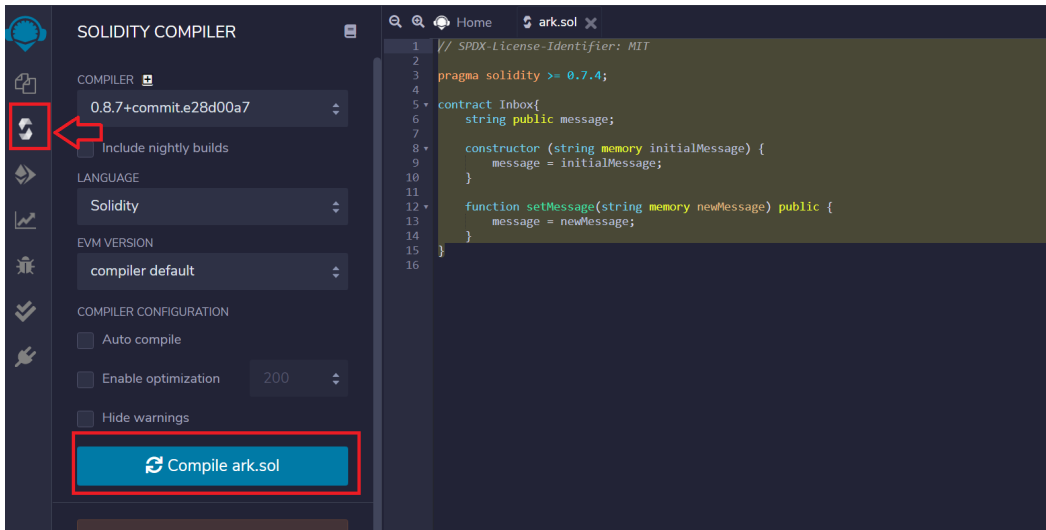 SOLIDITY COMPILER
COMPILER
0.8.7+commit.e28d00a7
Include nightly builds
LANGUAGE
Solidity
EVM VERSION
compiler default
COMPILER CONFIGURATION
Auto compile
Enable optimization 200
Hide warnings
Compile ark.sol
Home ark.sol
1 // SPDX-License-Identifier: MIT
2
3 pragma solidity >= 0.7.4;
4
5 contract Inbox{
6 string public message;
7
8 constructor (string memory initialMessage) {
9 message = initialMessage;
10 }
11
12 function setMessage(string memory newMessage) public {
13 message = newMessage;
14 }
15 }
16